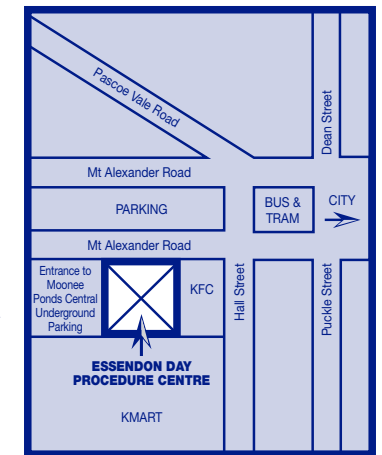 Pascoe Vale Road
Dean Street
Mt Alexander Road
PARKING
BUS &
TRAM
CITY
Mt Alexander Road
Entrance to
Moonee
Ponds Central
Underground
Parking
KFC
Hall Street
Puckle Street
ESSENDON DAY
PROCEDURE CENTRE
KMART